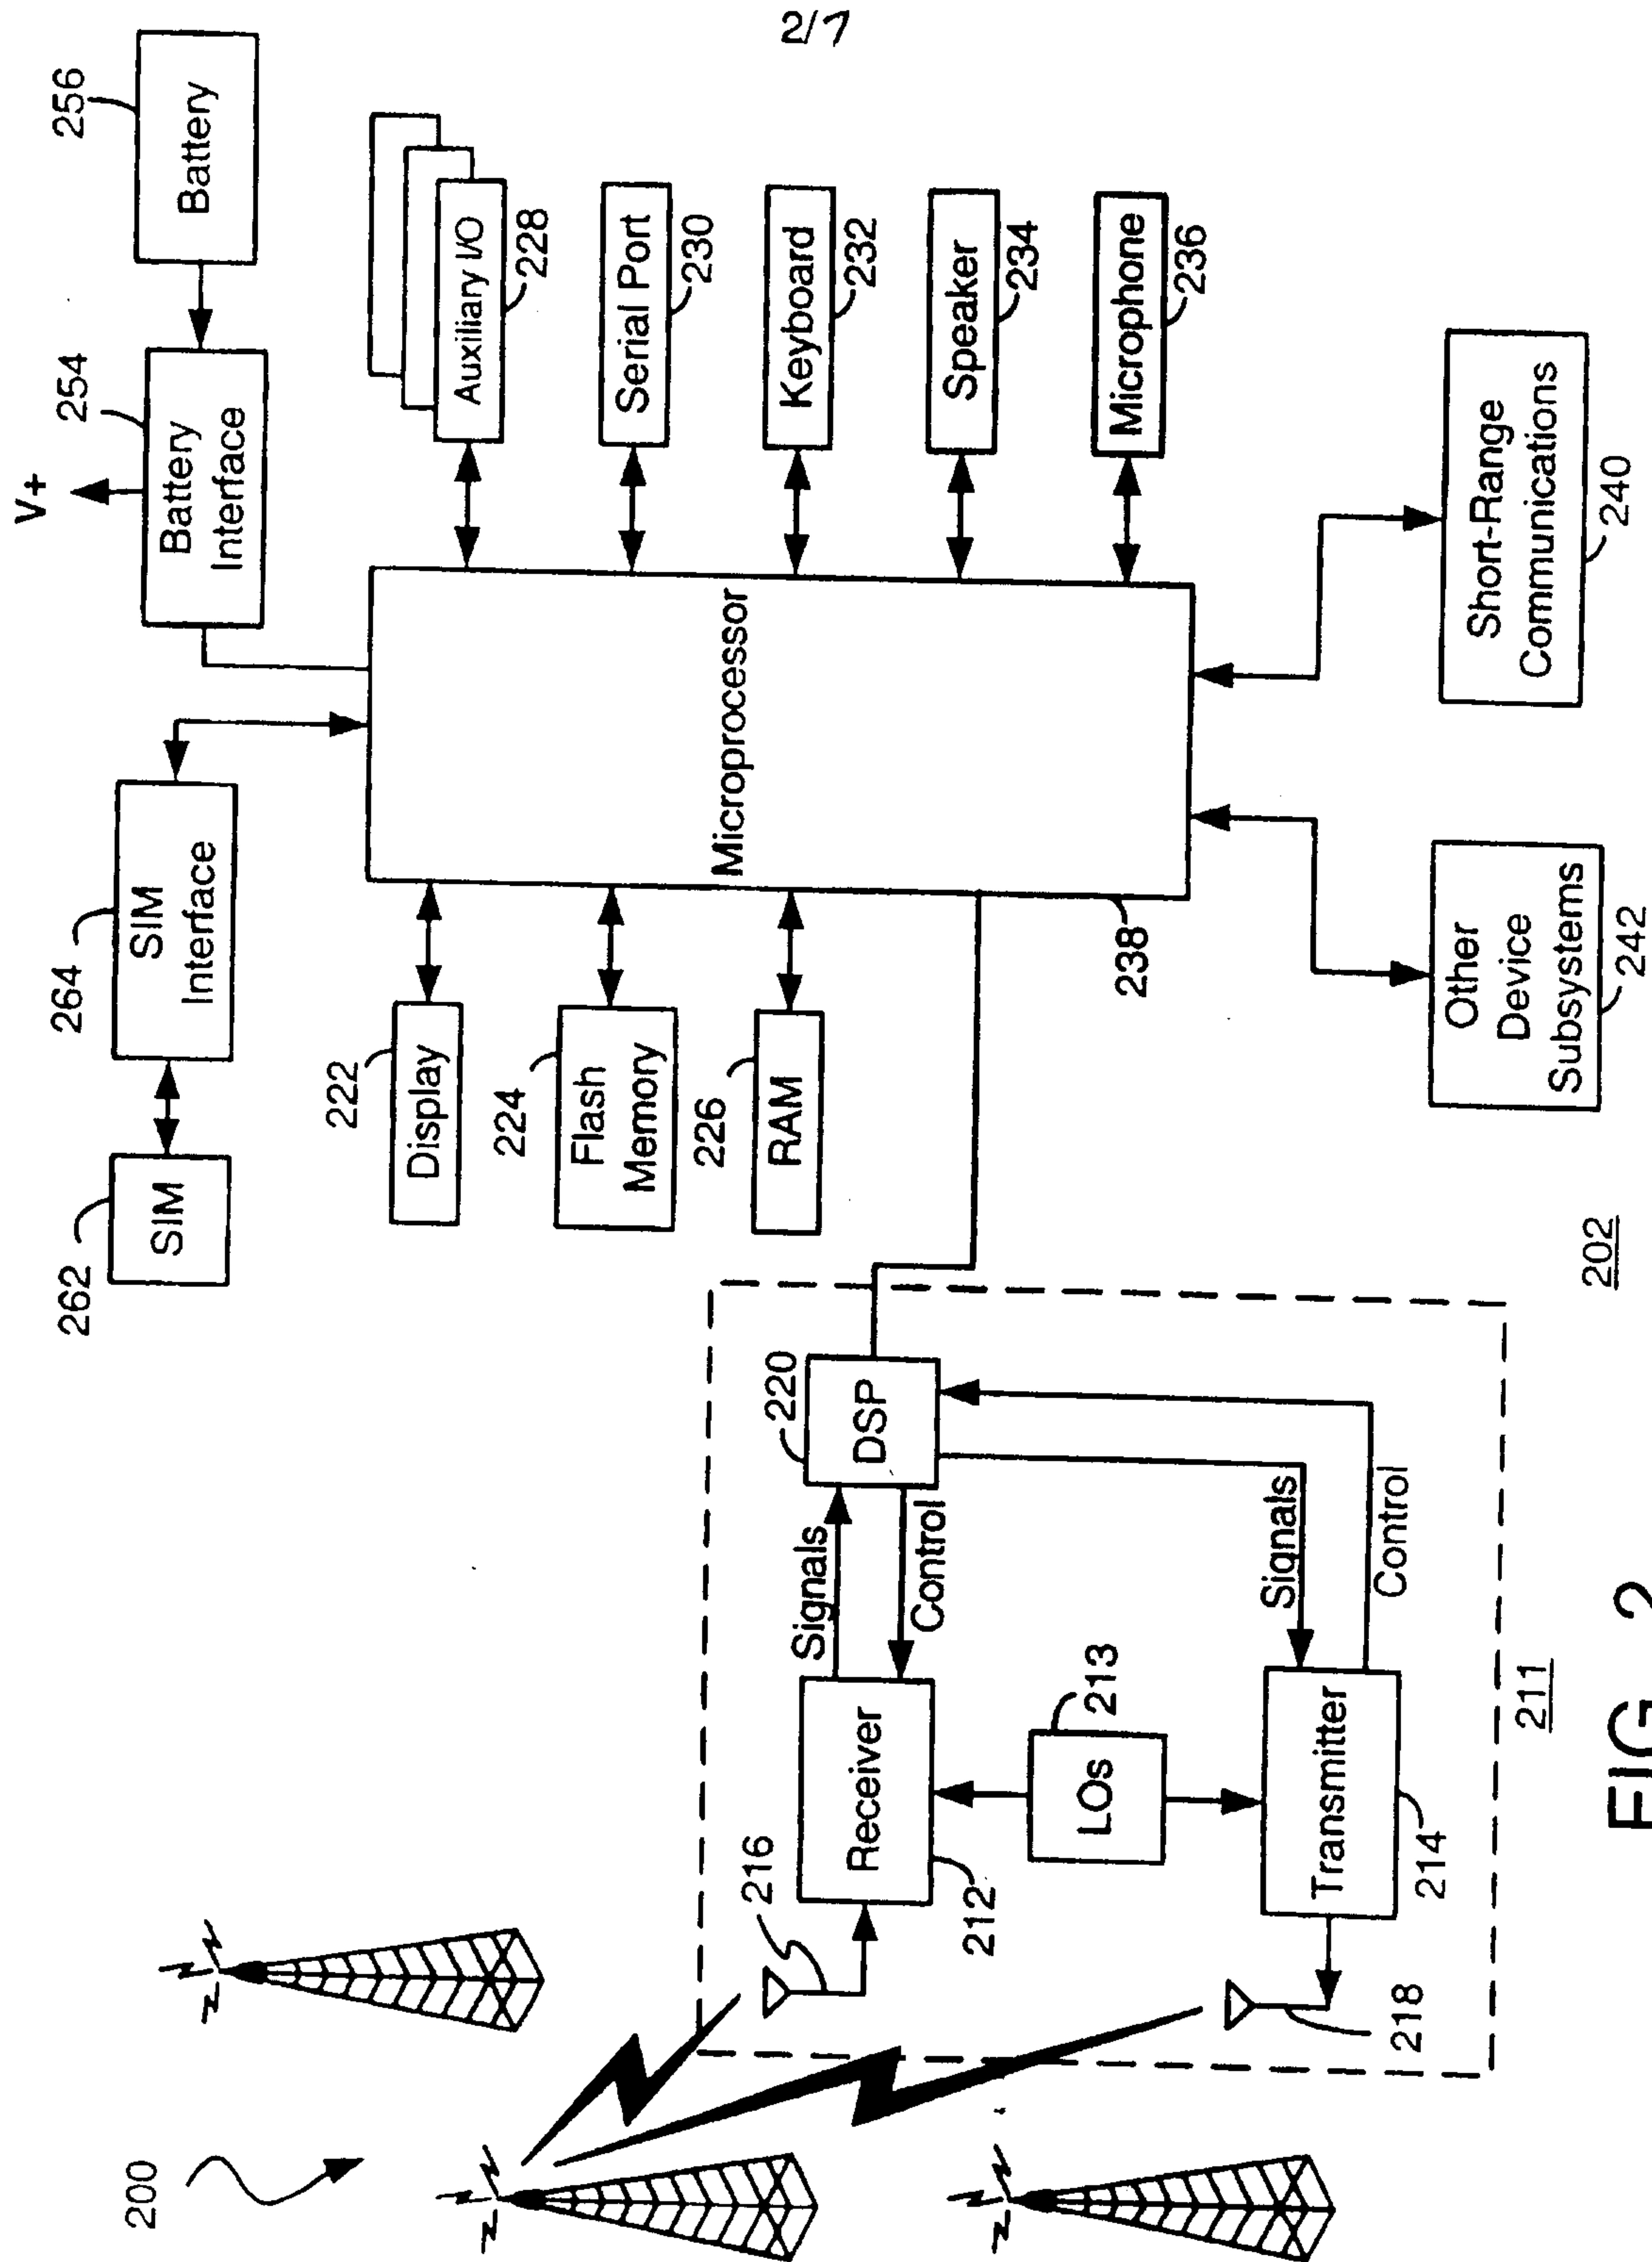 2/7
200
262
SIM
264
SIM
Interface
V+
254
Battery
Interface
256
Battery
222
Display
224
Flash
Memory
226
RAM
Microprocessor
238
Auxiliary I/O
228
Serial Port
230
Keyboard
232
Speaker
234
Microphone
236
216
Receiver
212
Signals
Control
220
DSP
LOs
213
Signals
Control
Transmitter
214
218
211
Other
Device
Subsystems
242
Short-Range
Communications
240
202
FIG. 2